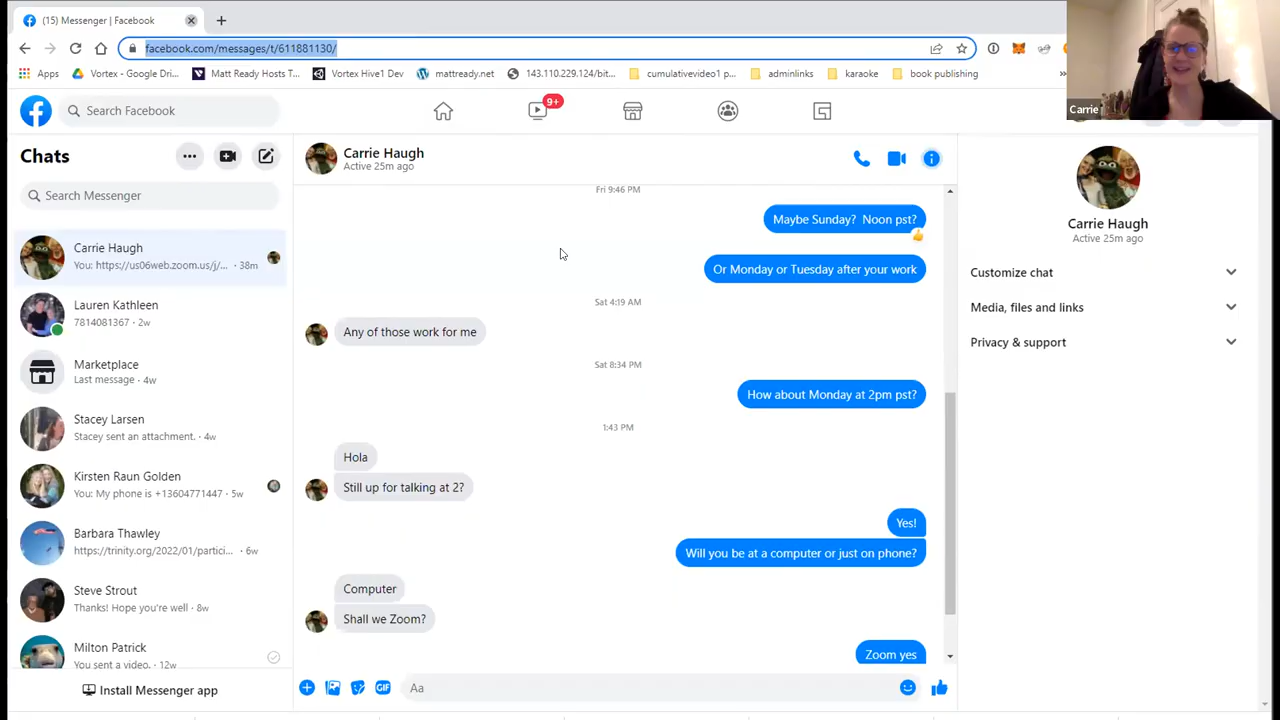 (15) Messenger | Facebook
facebook.com/messages/t/611881130/
Apps
Vortex - Google Driv...
Matt Ready Hosts T...
Vortex Hive1 Dev
mattready.net
143.110.229.124/bit...
cumulativevideo1 p...
adminlinks
karaoke
book publishing
»
Carrie
Search Facebook
9+
Chats
Search Messenger
Carrie Haugh
You: https://us06web.zoom.us/j/... · 38m
Lauren Kathleen
7814081367 · 2w
Marketplace
Last message · 4w
Stacey Larsen
Stacey sent an attachment. · 4w
Kirsten Raun Golden
You: My phone is +13604771447 · 5w
Barbara Thawley
https://trinity.org/2022/01/partici... · 6w
Steve Strout
Thanks! Hope you're well · 8w
Milton Patrick
You sent a video. · 12w
Install Messenger app
Carrie Haugh
Active 25m ago
Fri 9:46 PM
Maybe Sunday? Noon pst?
Or Monday or Tuesday after your work
Sat 4:19 AM
Any of those work for me
Sat 8:34 PM
How about Monday at 2pm pst?
1:43 PM
Hola
Still up for talking at 2?
Yes!
Will you be at a computer or just on phone?
Computer
Shall we Zoom?
Zoom yes
GIF
Aa
Carrie Haugh
Active 25m ago
Customize chat
Media, files and links
Privacy & support